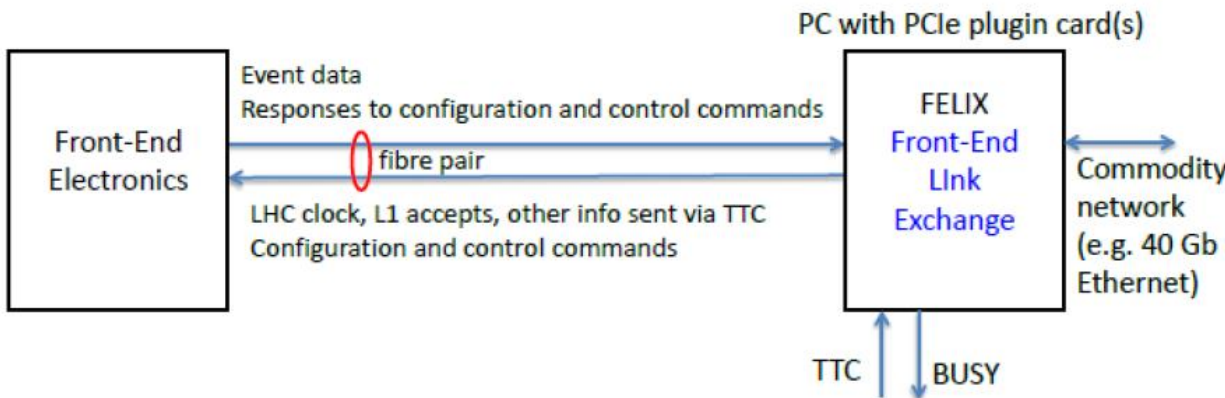 PC with PCIe plugin card(s)
Event data
Responses to configuration and control commands
Front-End
Electronics
fibre pair
LHC clock, L1 accepts, other info sent via TTC
Configuration and control commands
FELIX
Front-End
LInk
Exchange
Commodity
network
(e.g. 40 Gb
Ethernet)
TTC
BUSY